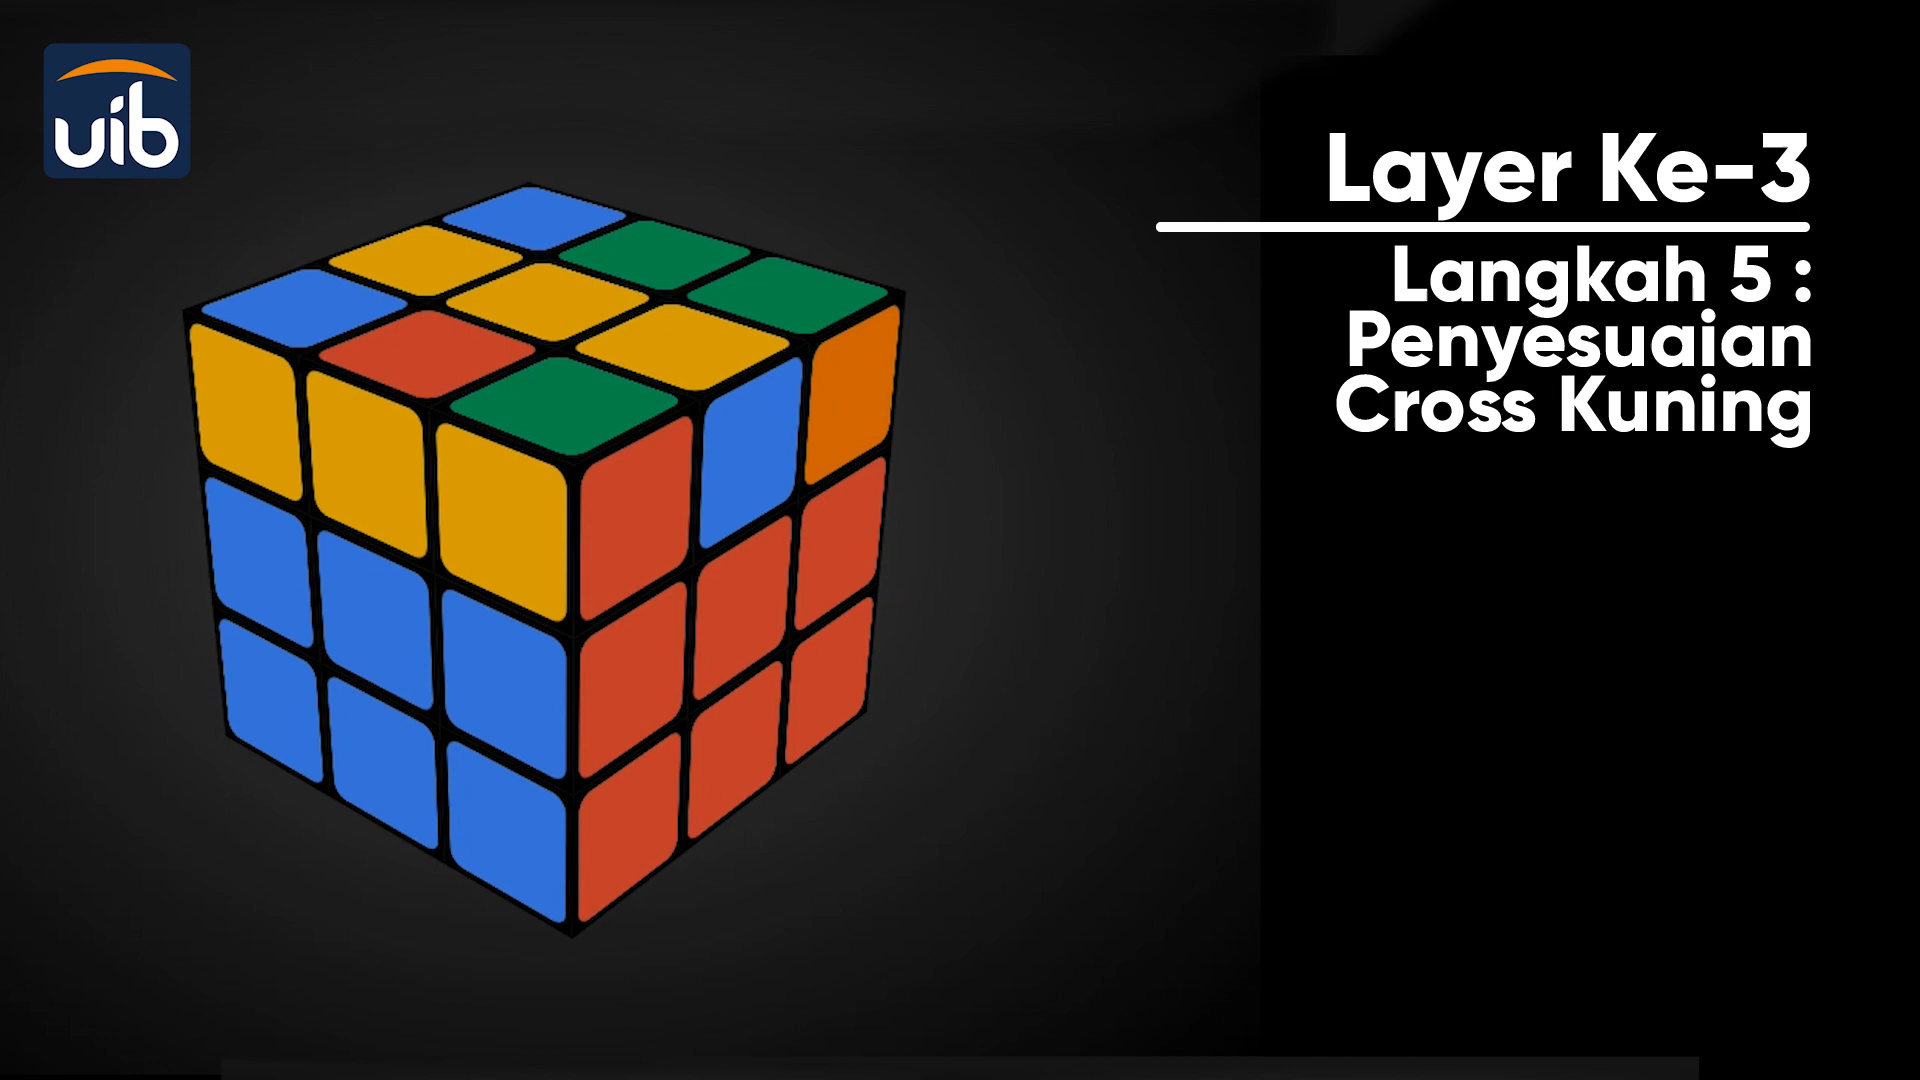 uib
Layer Ke-3
Langkah 5 :
Penyesuaian
Cross Kuning